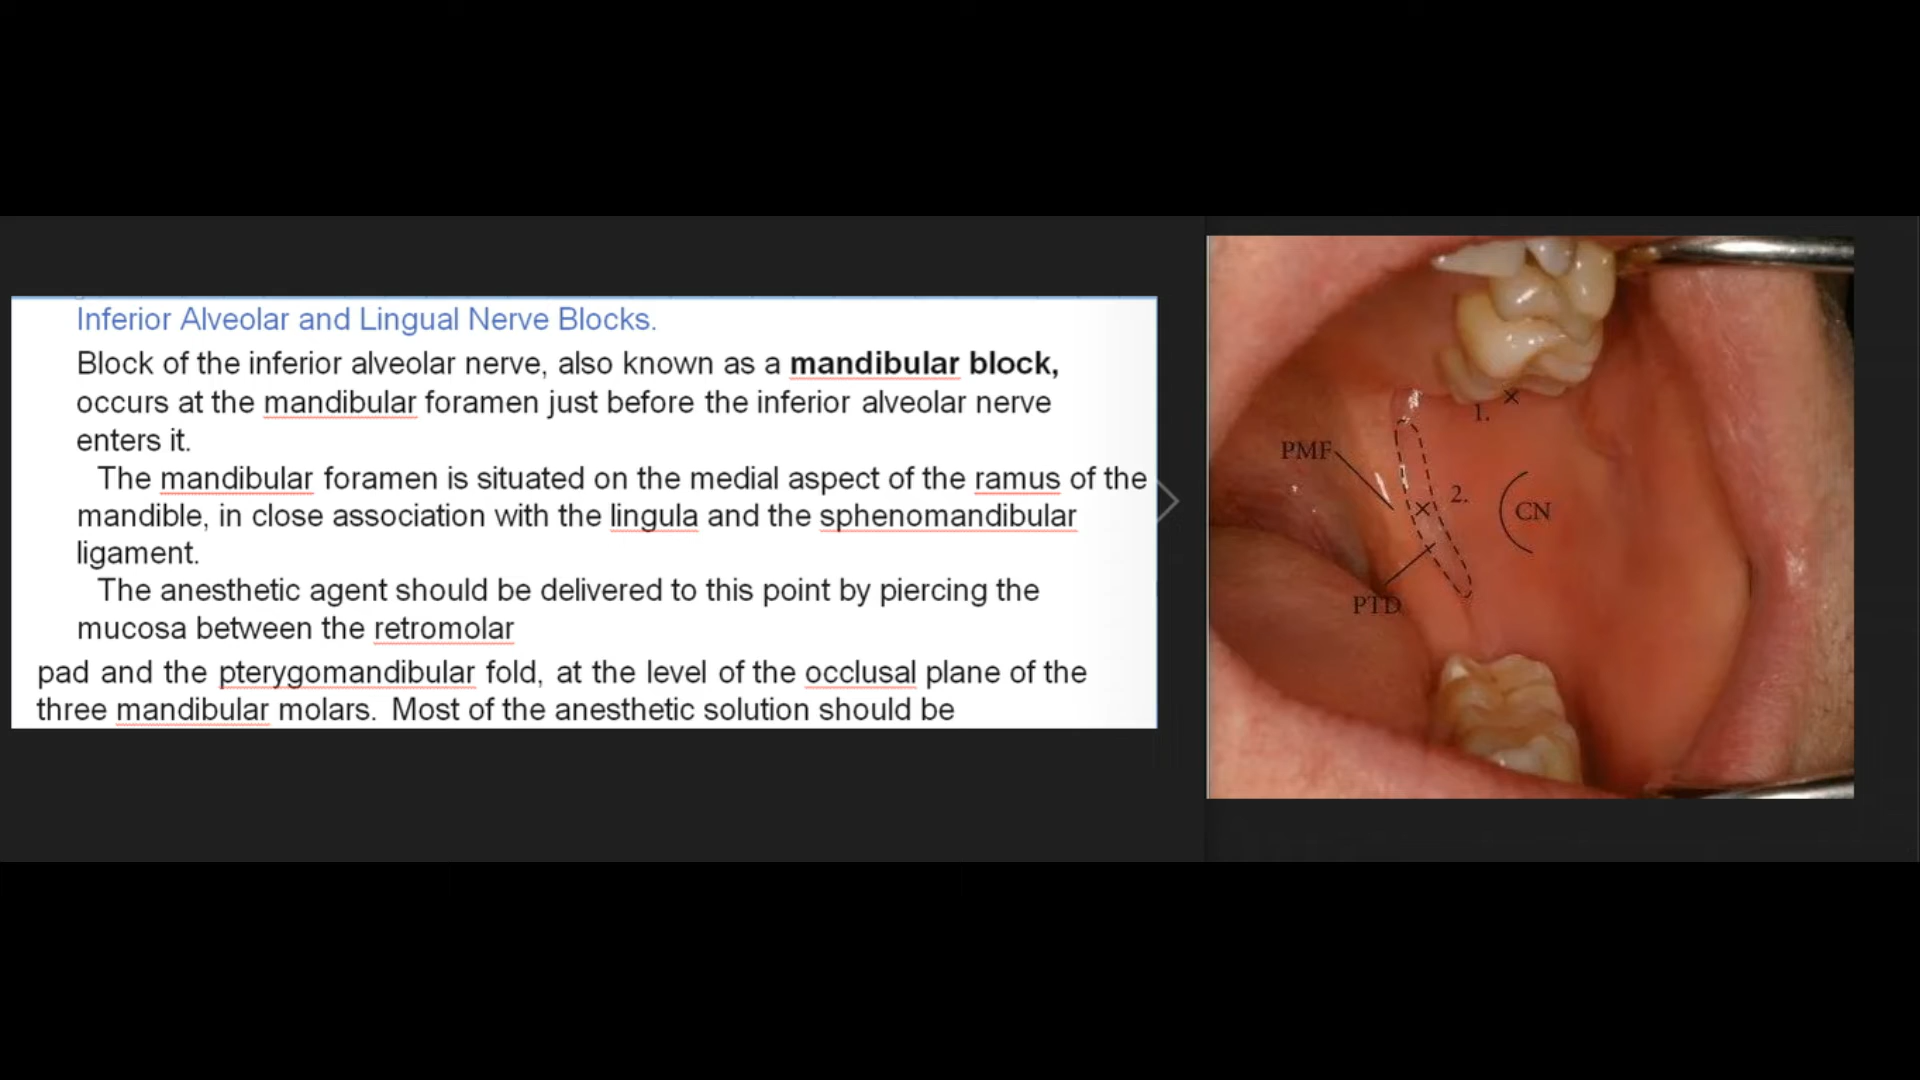 Inferior Alveolar and Lingual Nerve Blocks.
Block of the inferior alveolar nerve, also known as a mandibular block,
occurs at the mandibular foramen just before the inferior alveolar nerve
enters it.
The mandibular foramen is situated on the medial aspect of the ramus of the
mandible, in close association with the lingula and the sphenomandibular
ligament.
The anesthetic agent should be delivered to this point by piercing the
mucosa between the retromolar
pad and the pterygomandibular fold, at the level of the occlusal plane of the
three mandibular molars. Most of the anesthetic solution should be
×
1.
PMF
2.
×
CN
PTD